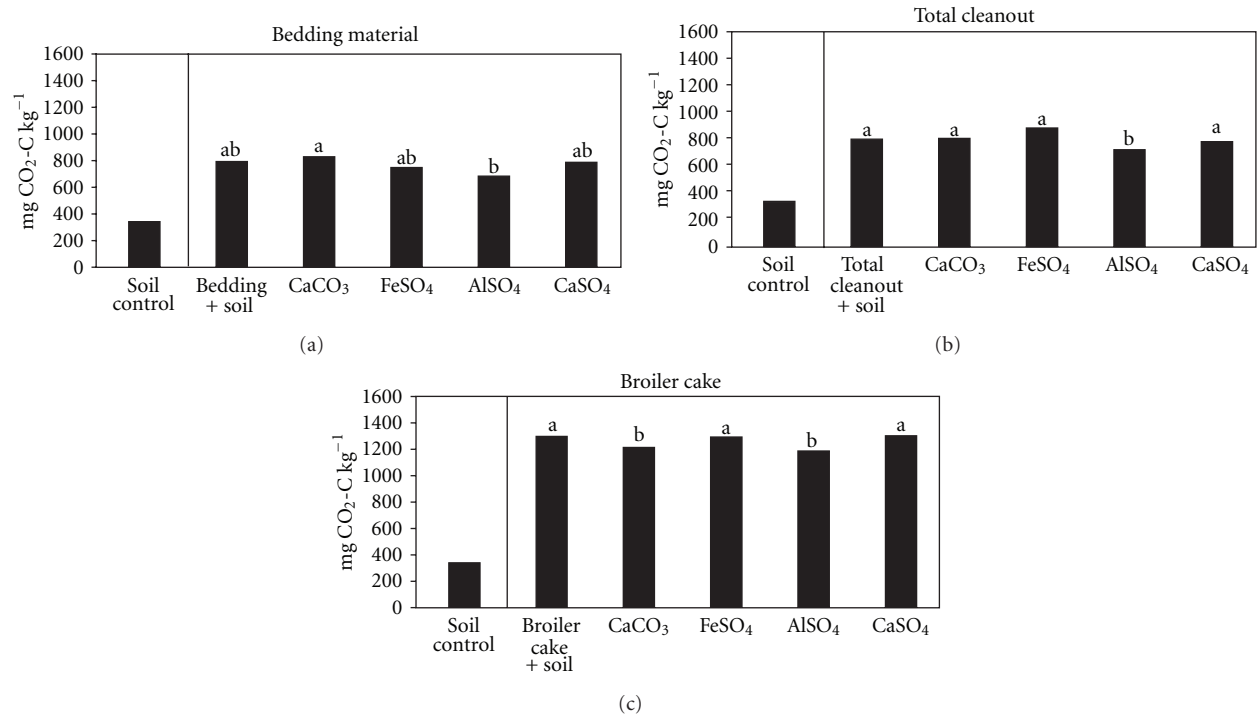 Bedding material
mg CO₂-C kg⁻¹
1600
1400
1200
1000
800
600
400
200
0
ab
a
ab
b
ab
Soil control
Bedding + soil
CaCO₃
FeSO₄
AlSO₄
CaSO₄
(a)
Total cleanout
mg CO₂-C kg⁻¹
1600
1400
1200
1000
800
600
400
200
0
a
a
a
b
a
Soil control
Total cleanout + soil
CaCO₃
FeSO₄
AlSO₄
CaSO₄
(b)
Broiler cake
mg CO₂-C kg⁻¹
1600
1400
1200
1000
800
600
400
200
0
a
b
a
b
a
Soil control
Broiler cake + soil
CaCO₃
FeSO₄
AlSO₄
CaSO₄
(c)